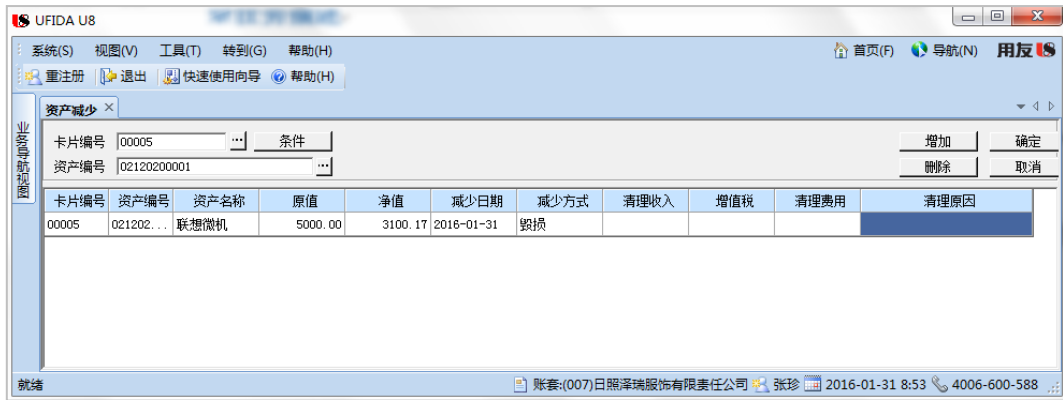 UFIDA U8
系统(S) 视图(V) 工具(T) 转到(G) 帮助(H) 首页(F) 导航(N) 用友U8
重注册 退出 快速使用向导 帮助(H)
资产减少
业务导航视图
卡片编号 00005 ... 条件 增加 确定
资产编号 02120200001 ... 删除 取消
卡片编号 资产编号 资产名称 原值 净值 减少日期 减少方式 清理收入 增值税 清理费用 清理原因
00005 021202... 联想微机 5000.00 3100.17 2016-01-31 毁损
就绪 账套:(007)日照泽瑞服饰有限责任公司 张珍 2016-01-31 8:53 4006-600-588